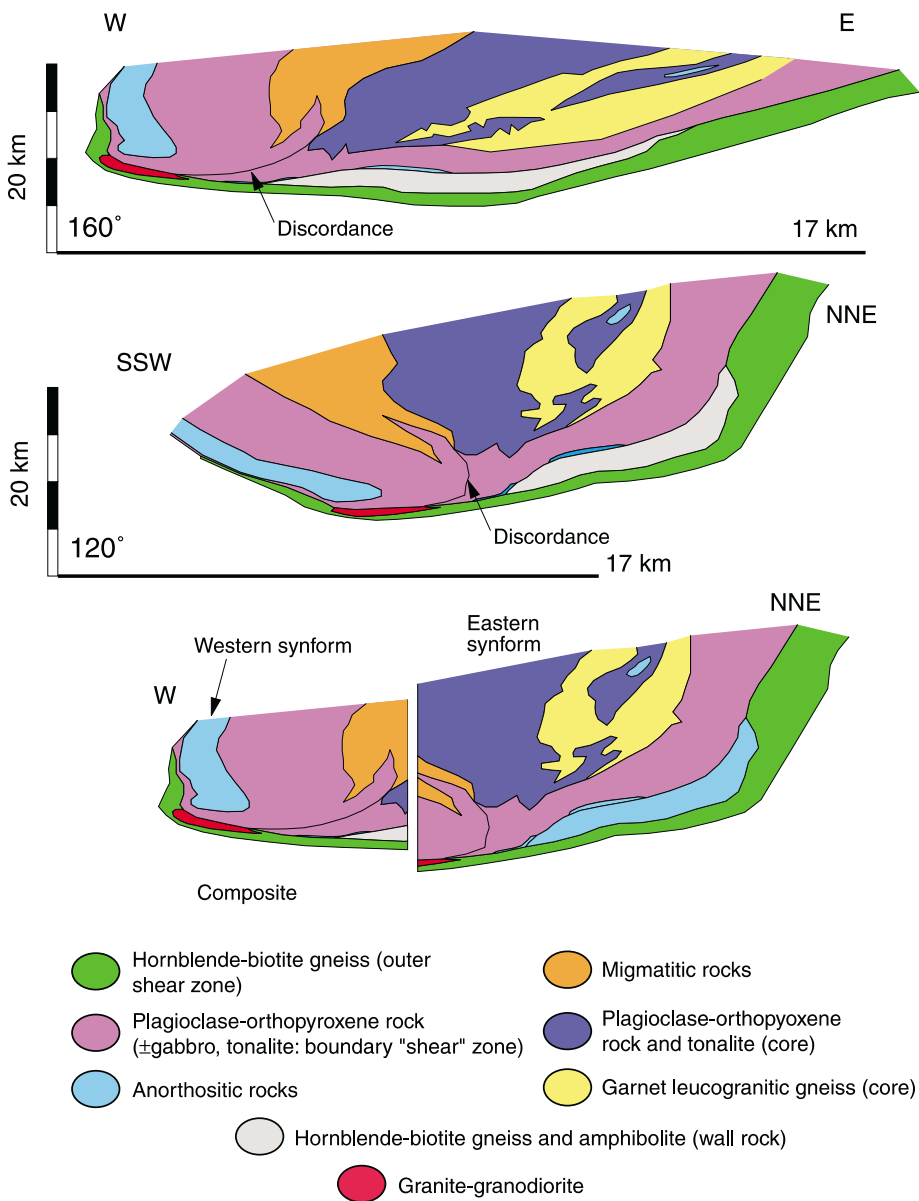 W
E
20 km
160°
Discordance
17 km
SSW
NNE
20 km
120°
Discordance
17 km
Western synform
Eastern
synform
NNE
W
Composite
Hornblende-biotite gneiss (outer
shear zone)
Migmatitic rocks
Plagioclase-orthopyroxene rock
(±gabbro, tonalite: boundary "shear" zone)
Plagioclase-orthopyoxene
rock and tonalite (core)
Anorthositic rocks
Garnet leucogranitic gneiss (core)
Hornblende-biotite gneiss and amphibolite (wall rock)
Granite-granodiorite